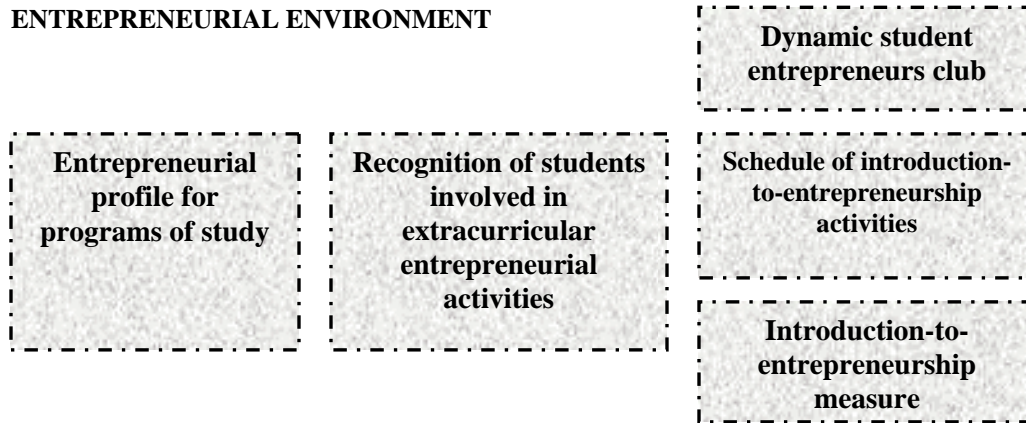 ENTREPRENEURIAL ENVIRONMENT
Dynamic student
entrepreneurs club
Entrepreneurial
profile for
programs of study
Recognition of students
involved in
extracurricular
entrepreneurial
activities
Schedule of introduction-
to-entrepreneurship
activities
Introduction-to-
entrepreneurship
measure